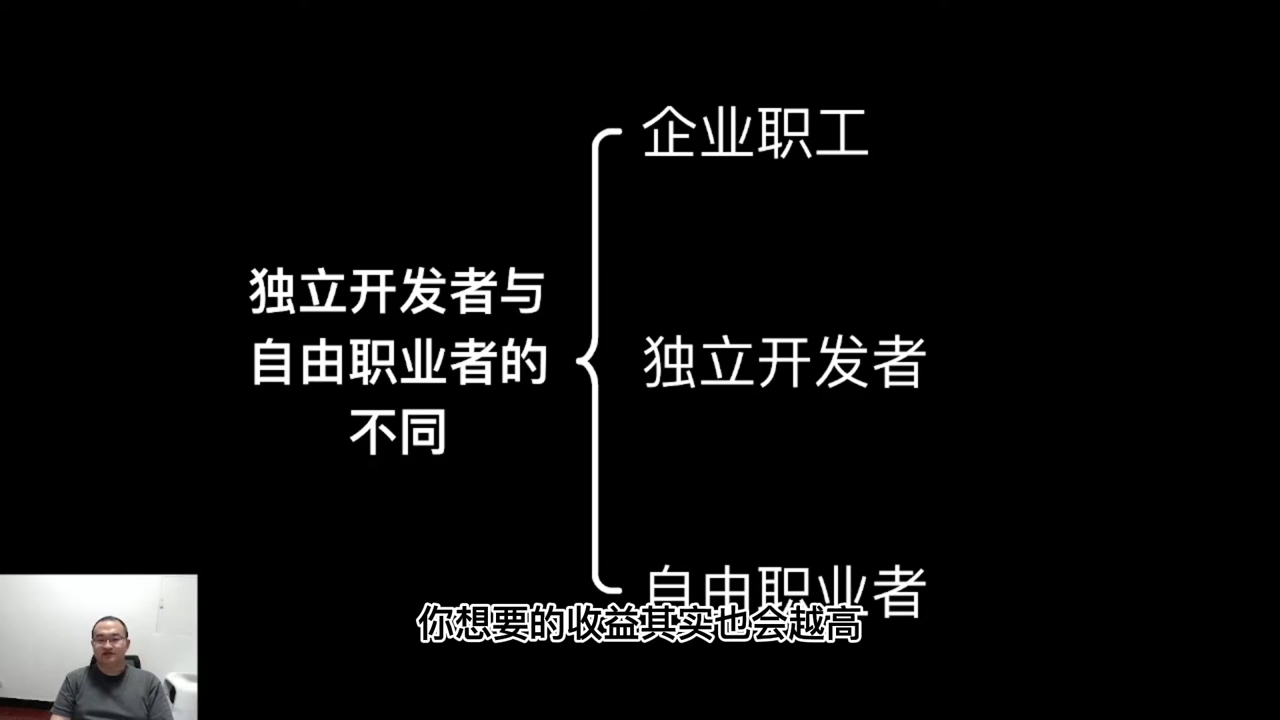 企业职工
独立开发者与
自由职业者的
不同
独立开发者
自由职业者
你想要的收益其实也会越高